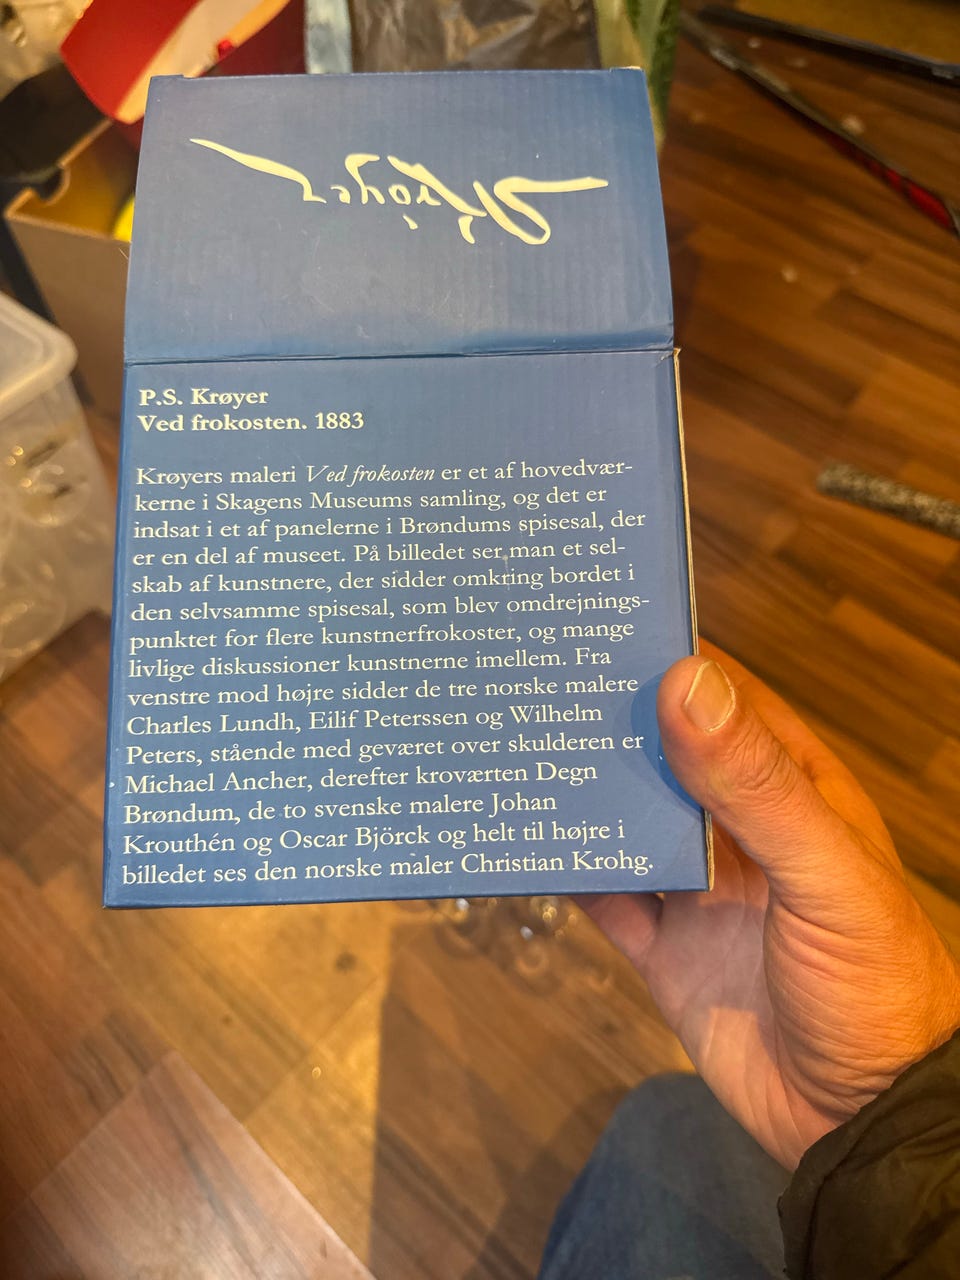 Krøyer
P.S. Krøyer
Ved frokosten. 1883
Krøyers maleri Ved frokosten er et af hovedvær-
kerne i Skagens Museums samling, og det er
indsat i et af panelerne i Brøndums spisesal, der
er en del af museet. På billedet ser man et sel-
skab af kunstnere, der sidder omkring bordet i
den selvsamme spisesal, som blev omdrejnings-
punktet for flere kunstnerfrokoster, og mange
livlige diskussioner kunstnerne imellem. Fra
venstre mod højre sidder de tre norske malere
Charles Lundh, Eilif Peterssen og Wilhelm
Peters, stående med geværet over skulderen er
Michael Ancher, derefter kroværten Degn
Brøndum, de to svenske malere Johan
Krouthén og Oscar Björck og helt til højre i
billedet ses den norske maler Christian Krohg.